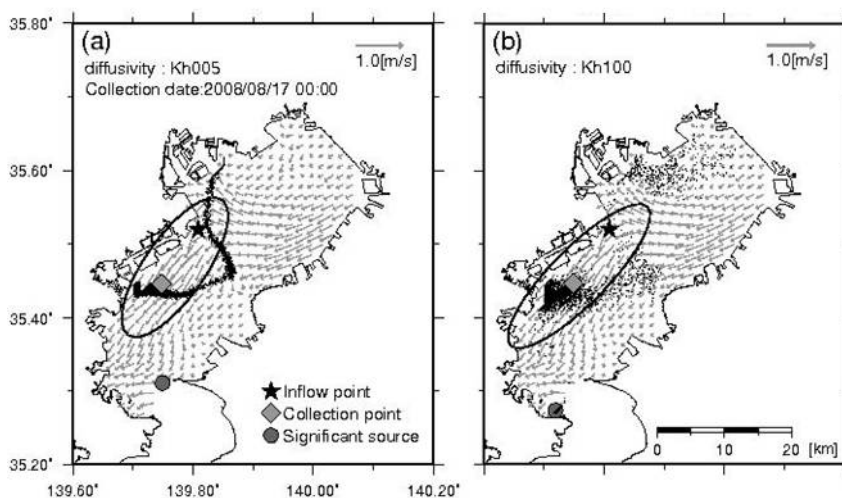 (a)
diffusivity : Kh005
Collection date:2008/08/17 00:00
1.0[m/s]
(b)
diffusivity : Kh100
1.0[m/s]
35.80°
35.60°
35.40°
35.20°
Inflow point
Collection point
Significant source
0 5 10 20
[km]
139.60° 139.80° 140.00° 140.20°